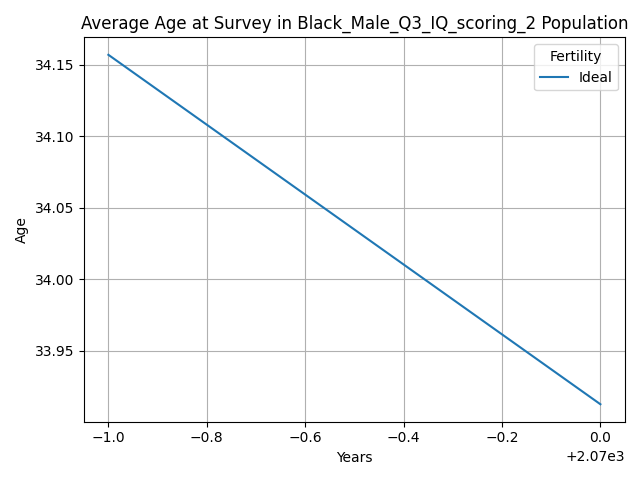 Average Age at Survey in Black_Male_Q3_IQ_scoring_2 Population
Fertility
Ideal
34.15
34.10
34.05
34.00
33.95
Age
−1.0 −0.8 −0.6 −0.4 −0.2 0.0
+2.07e3
Years